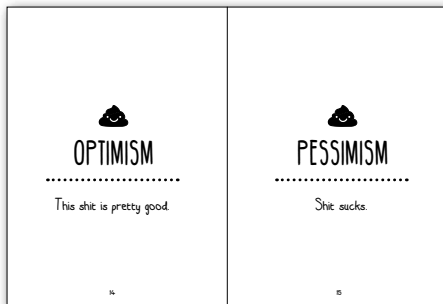 OPTIMISM
This shit is pretty good.
14
PESSIMISM
Shit sucks.
15